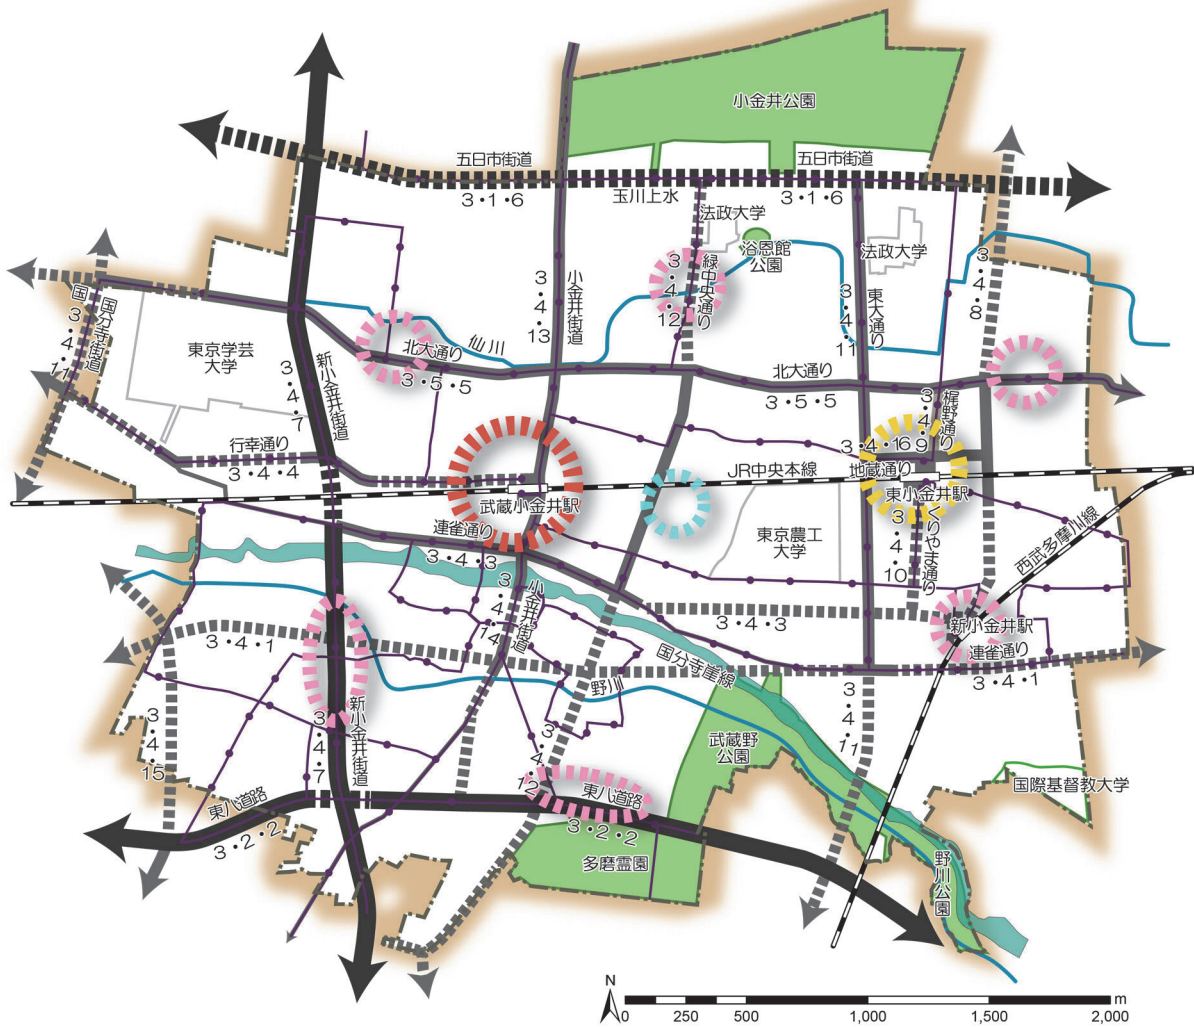 小金井公園
五日市街道
五日市街道
3・1・6
玉川上水
3・1・6
法政大学
浴恩館
公園
法政大学
3・4・12
緑中央通り
3・4・13
小金井街道
3・4・11
東大通り
3・4・8
国3・4・11
国分寺街道
東京学芸
大学
仙川
北大通り
3・5・5
新小金井街道
3・4・7
北大通り
3・5・5
3・4・9
梶野通り
行幸通り
3・4・4
3・4・16
地蔵通り
JR中央本線
武蔵小金井駅
東小金井駅
連雀通り
3・4・3
東京農工
大学
3・4・10
くりやま通り
西武多摩川線
3・4・14
小金井街道
3・4・3
新小金井駅
連雀通り
3・4・1
3・4・1
国分寺崖線
野川
3・4・15
3・4・7
新小金井街道
3・4・12
3・4・11
武蔵野
公園
東八道路
3・2・2
東八道路
3・2・2
国際基督教大学
多磨霊園
野川公園
N
0
250
500
1,000
1,500
2,000
m